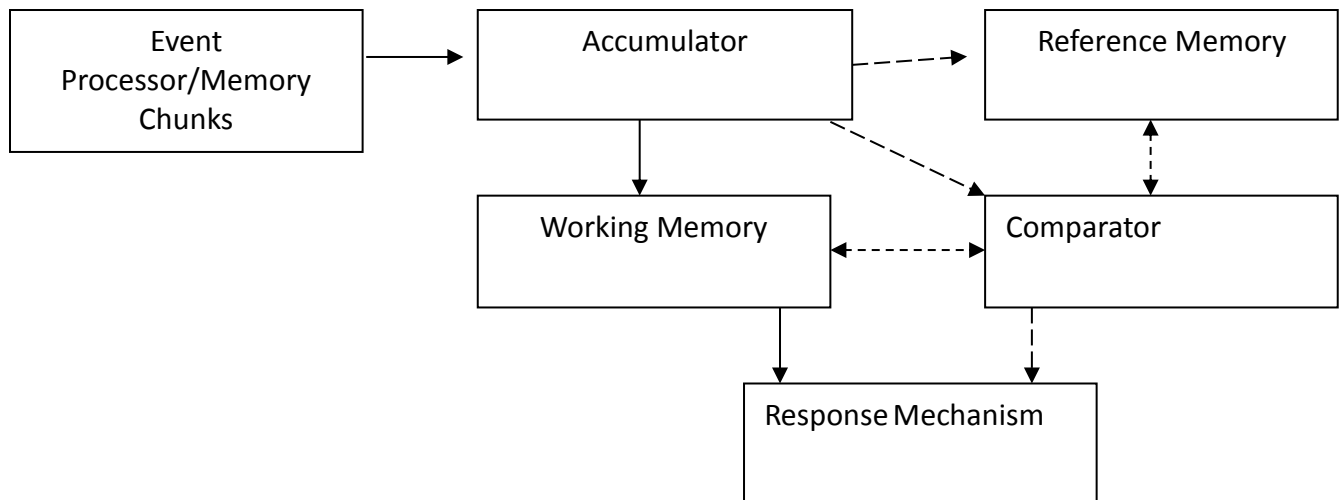 Event
Processor/Memory
Chunks
Accumulator
Reference Memory
Working Memory
Comparator
Response Mechanism